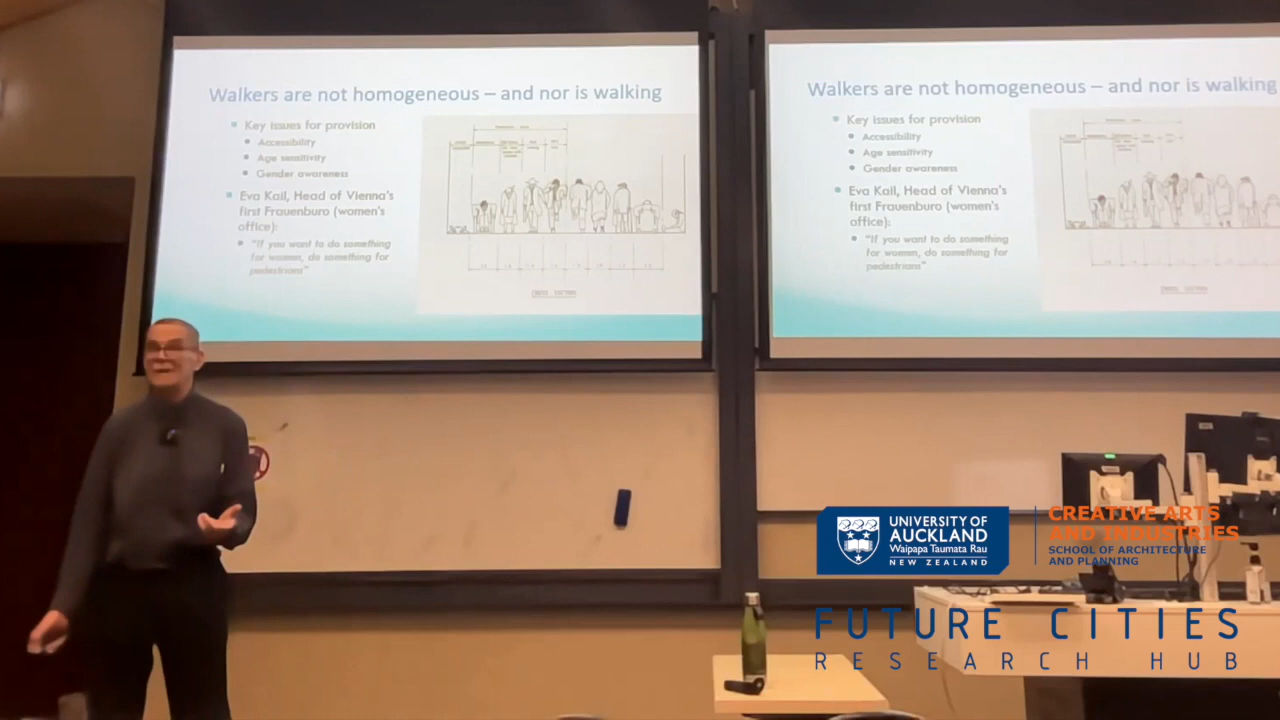 Walkers are not homogeneous – and nor is walking
Key issues for provision
Accessibility
Age sensitivity
Gender awareness
Eva Kail, Head of Vienna's
first Frauenburo (women's
office):
"If you want to do something
for women, do something for
pedestrians"
Walkers are not homogeneous – and nor is walking
Key issues for provision
Accessibility
Age sensitivity
Gender awareness
Eva Kail, Head of Vienna's
first Frauenburo (women's
office):
"If you want to do something
for women, do something for
pedestrians"
UNIVERSITY OF
AUCKLAND
Waipapa Taumata Rau
NEW ZEALAND
CREATIVE ARTS
AND INDUSTRIES
SCHOOL OF ARCHITECTURE
AND PLANNING
FUTURE CITIES
RESEARCH HUB